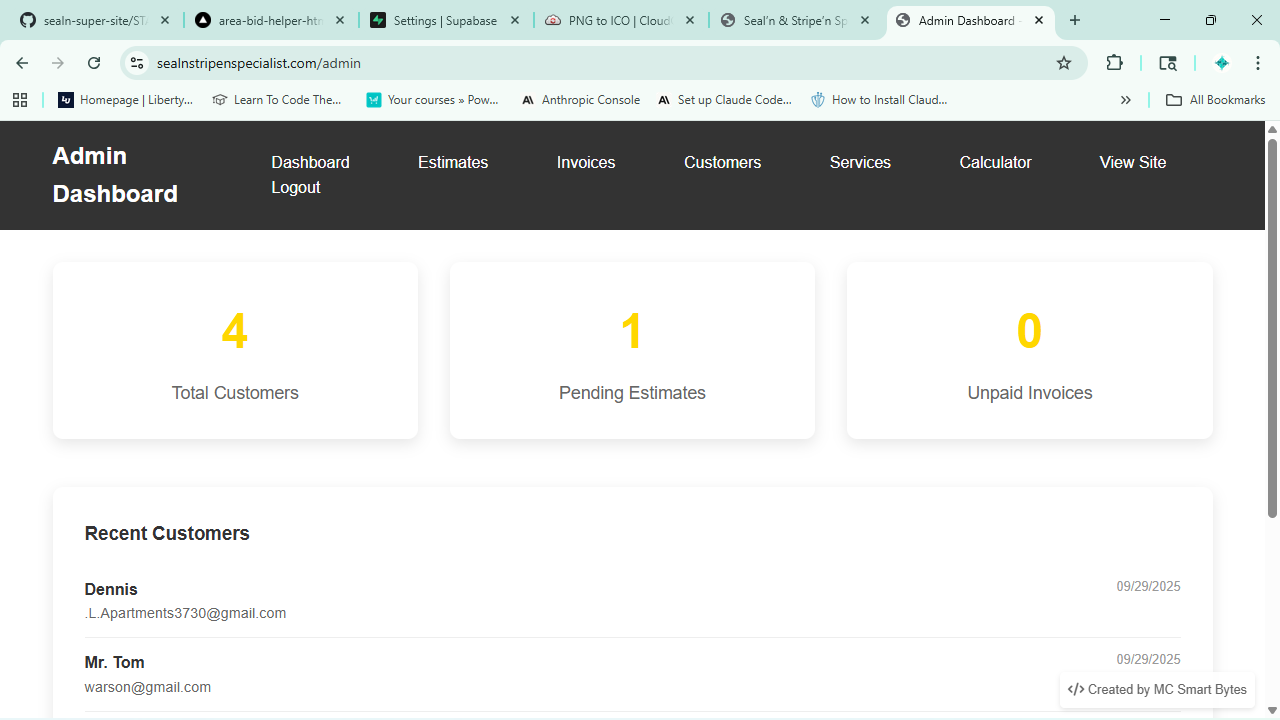 sealn-super-site/STA
area-bid-helper-htm
Settings | Supabase
PNG to ICO | Cloud
Seal'n & Stripe'n Sp
Admin Dashboard -
sealnstripenspecialist.com/admin
Homepage | Liberty...
Learn To Code The...
Your courses » Pow...
Anthropic Console
Set up Claude Code...
How to Install Claud...
All Bookmarks
Admin
Dashboard
Dashboard Estimates Invoices Customers Services Calculator View Site
Logout
4
Total Customers
1
Pending Estimates
0
Unpaid Invoices
Recent Customers
Dennis 09/29/2025
.L.Apartments3730@gmail.com
Mr. Tom 09/29/2025
warson@gmail.com
</> Created by MC Smart Bytes